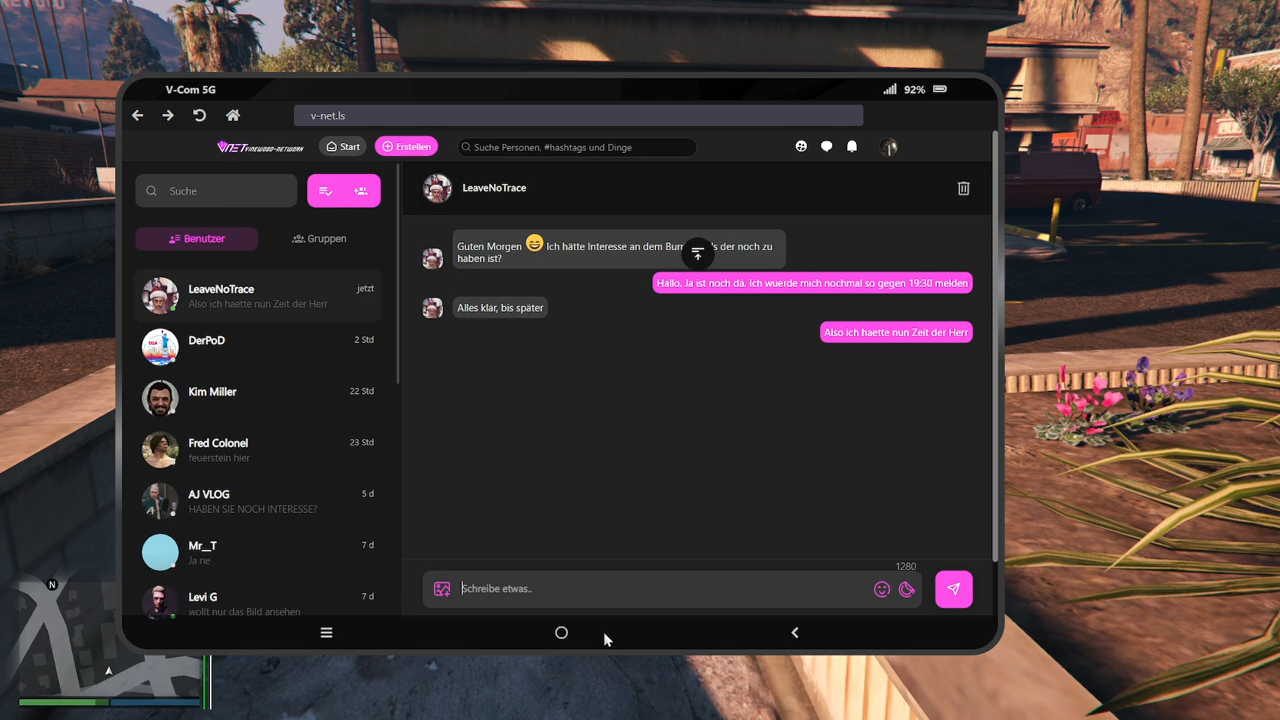 V-Com 5G
92%
v-net.ls
VNET VINEWOOD-NETWORK
Start
Erstellen
Suche Personen, #hashtags und Dinge
Suche
LeaveNoTrace
Benutzer
Gruppen
Guten Morgen 😄 Ich hätte Interesse an dem der noch zu
haben ist?
Hallo. Ja ist noch da. Ich wuerde mich nochmal so gegen 19:30 melden
Alles klar, bis später
Also ich haette nun Zeit der Herr
LeaveNoTrace
jetzt
Also ich haette nun Zeit der Herr
DerPoD
2 Std
Kim Miller
22 Std
Fred Colonel
23 Std
feuerstein hier
AJ VLOG
5 d
HABEN SIE NOCH INTERESSE?
Mr__T
7 d
Ja ne
Levi G
7 d
wollt nur das Bild ansehen
1280
Schreibe etwas..
N